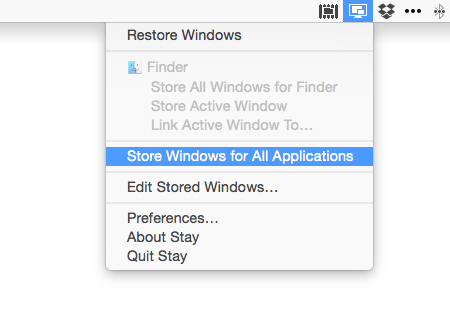 Restore Windows
Finder
Store All Windows for Finder
Store Active Window
Link Active Window To...
Store Windows for All Applications
Edit Stored Windows...
Preferences...
About Stay
Quit Stay